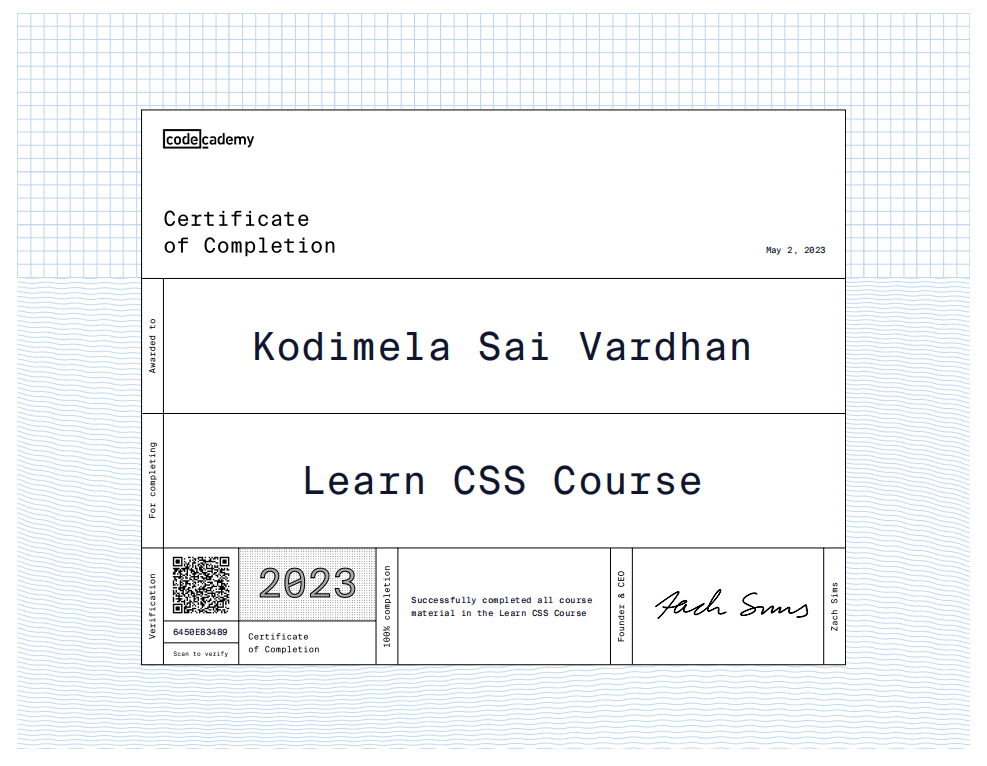 codecademy
Certificate
of Completion
May 2, 2023
Awarded to
Kodimela Sai Vardhan
For completing
Learn CSS Course
Verification
6450E83489
Scan to verify
2023
Certificate
of Completion
100% completion
Successfully completed all course
material in the Learn CSS Course
Founder & CEO
Zach Sims
Zach Sims